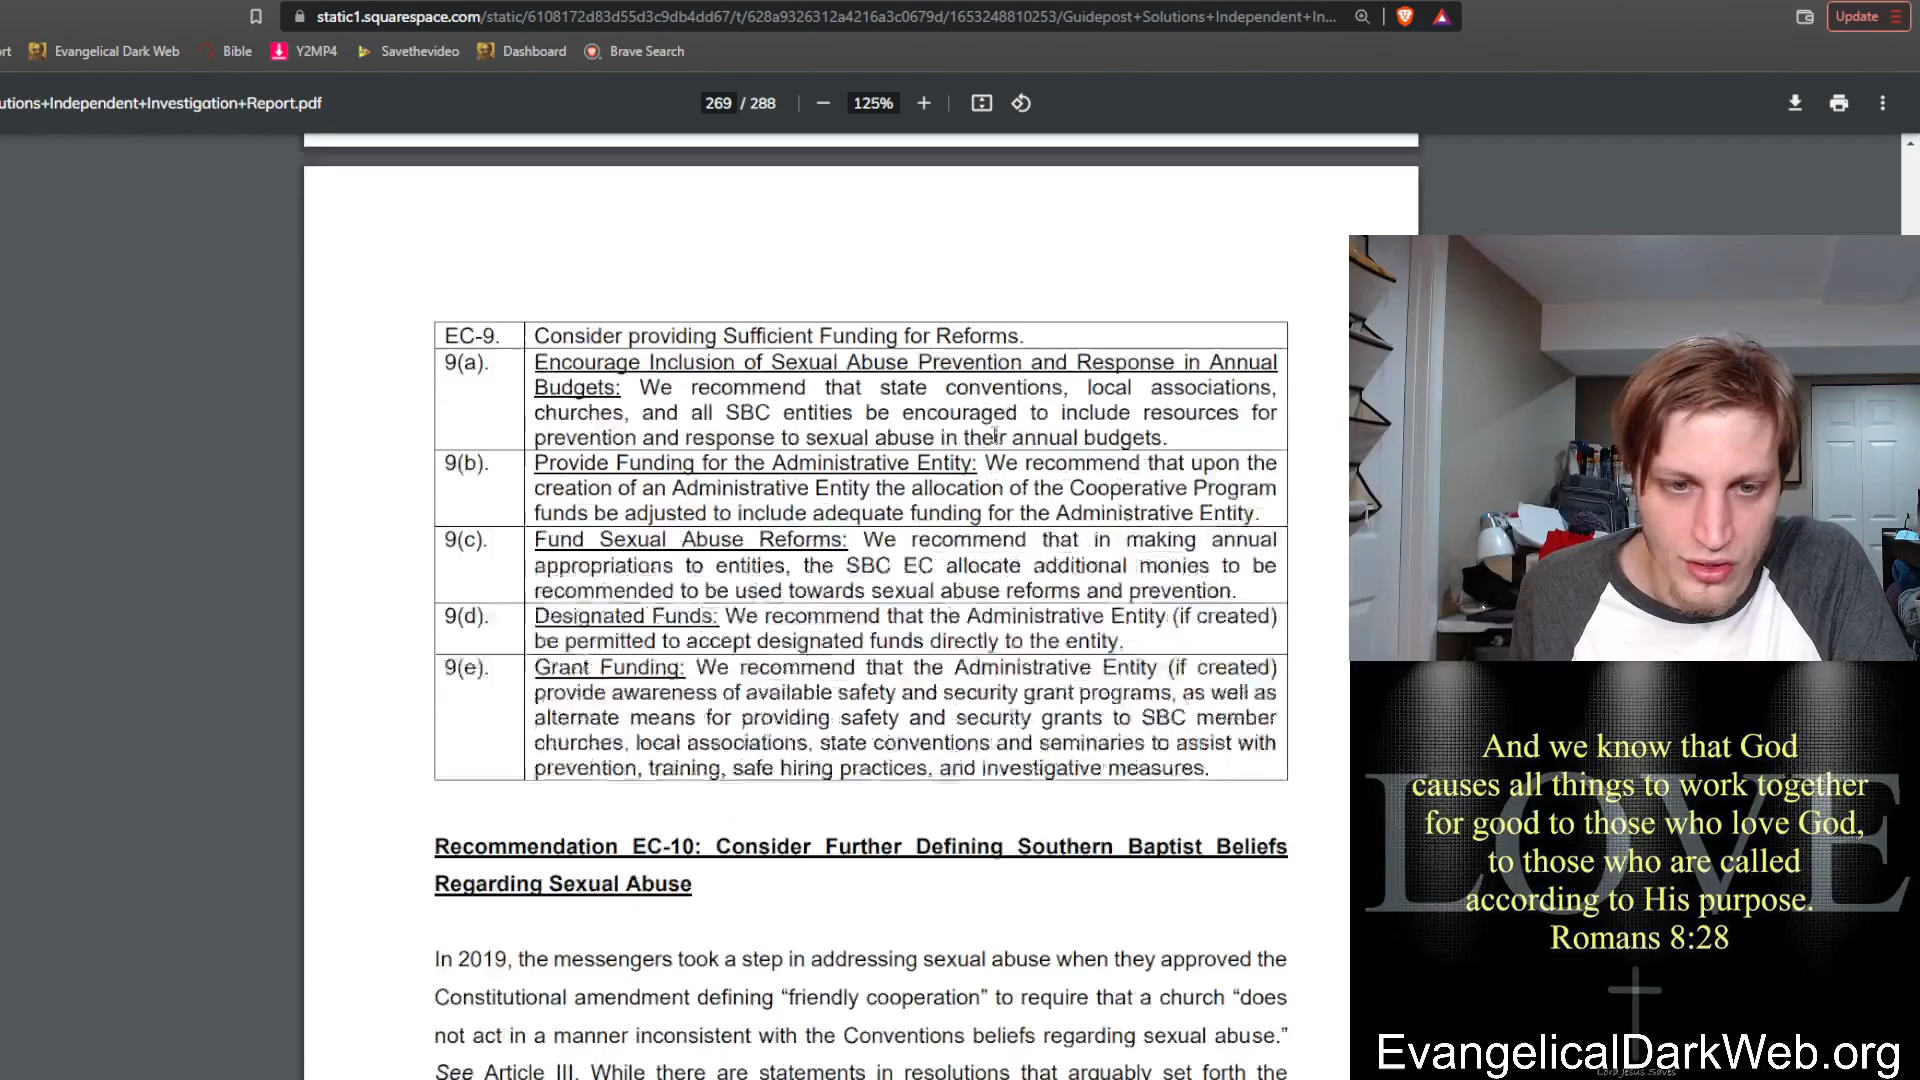 static1.squarespace.com/static/6108172d83d55d3c9db4dd67/t/628a9326312a4216a3c0679d/1653248810253/Guidepost+Solutions+Independent+In...
Update
rt Evangelical Dark Web Bible Y2MP4 Savethevideo Dashboard Brave Search
utions+Independent+Investigation+Report.pdf
269 / 288
125%
EC-9. Consider providing Sufficient Funding for Reforms.
9(a). Encourage Inclusion of Sexual Abuse Prevention and Response in Annual
Budgets: We recommend that state conventions, local associations,
churches, and all SBC entities be encouraged to include resources for
prevention and response to sexual abuse in their annual budgets.
9(b). Provide Funding for the Administrative Entity: We recommend that upon the
creation of an Administrative Entity the allocation of the Cooperative Program
funds be adjusted to include adequate funding for the Administrative Entity.
9(c). Fund Sexual Abuse Reforms: We recommend that in making annual
appropriations to entities, the SBC EC allocate additional monies to be
recommended to be used towards sexual abuse reforms and prevention.
9(d). Designated Funds: We recommend that the Administrative Entity (if created)
be permitted to accept designated funds directly to the entity.
9(e). Grant Funding: We recommend that the Administrative Entity (if created)
provide awareness of available safety and security grant programs, as well as
alternate means for providing safety and security grants to SBC member
churches, local associations, state conventions and seminaries to assist with
prevention, training, safe hiring practices, and investigative measures.
Recommendation EC-10: Consider Further Defining Southern Baptist Beliefs
Regarding Sexual Abuse
In 2019, the messengers took a step in addressing sexual abuse when they approved the
Constitutional amendment defining “friendly cooperation” to require that a church “does
not act in a manner inconsistent with the Conventions beliefs regarding sexual abuse.”
See Article III. While there are statements in resolutions that arguably set forth the
LOVE
And we know that God
causes all things to work together
for good to those who love God,
to those who are called
according to His purpose.
Romans 8:28
EvangelicalDarkWeb.org
Lord Jesus Saves